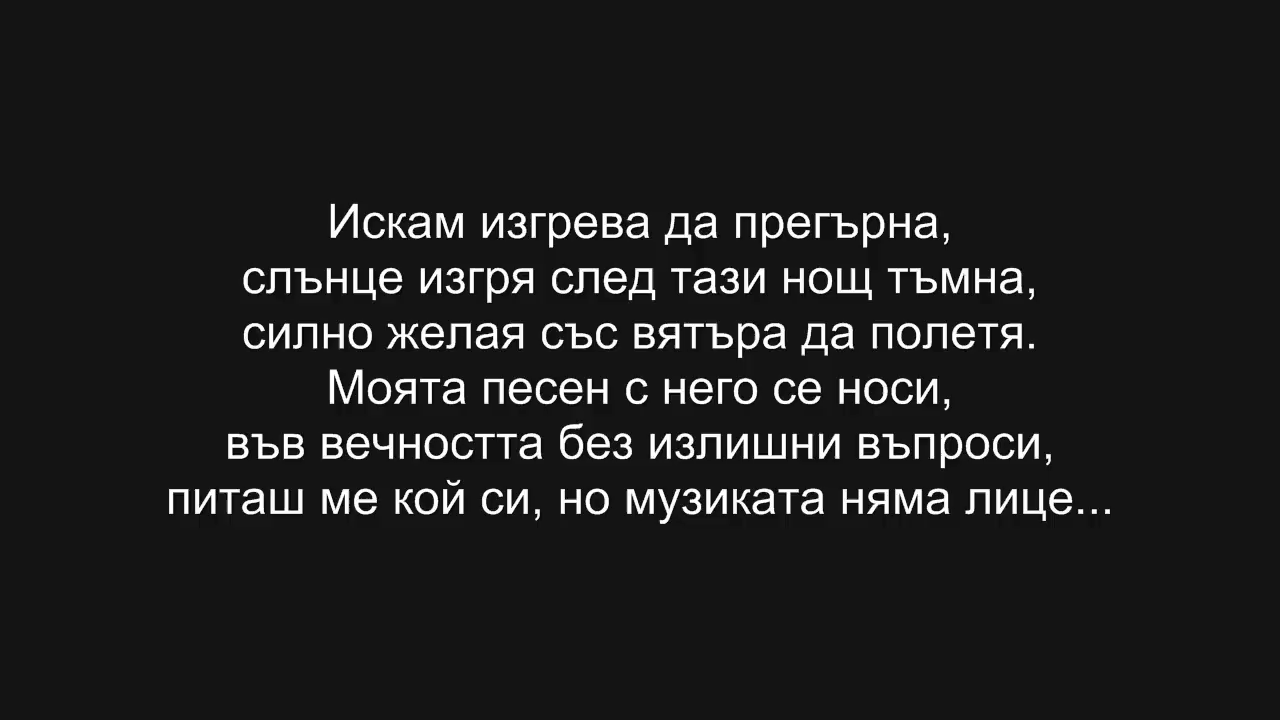 Искам изгрева да прегърна,
слънце изгря след тази нощ тъмна,
силно желая със вятъра да полетя.
Моята песен с него се носи,
във вечността без излишни въпроси,
питаш ме кой си, но музиката няма лице...